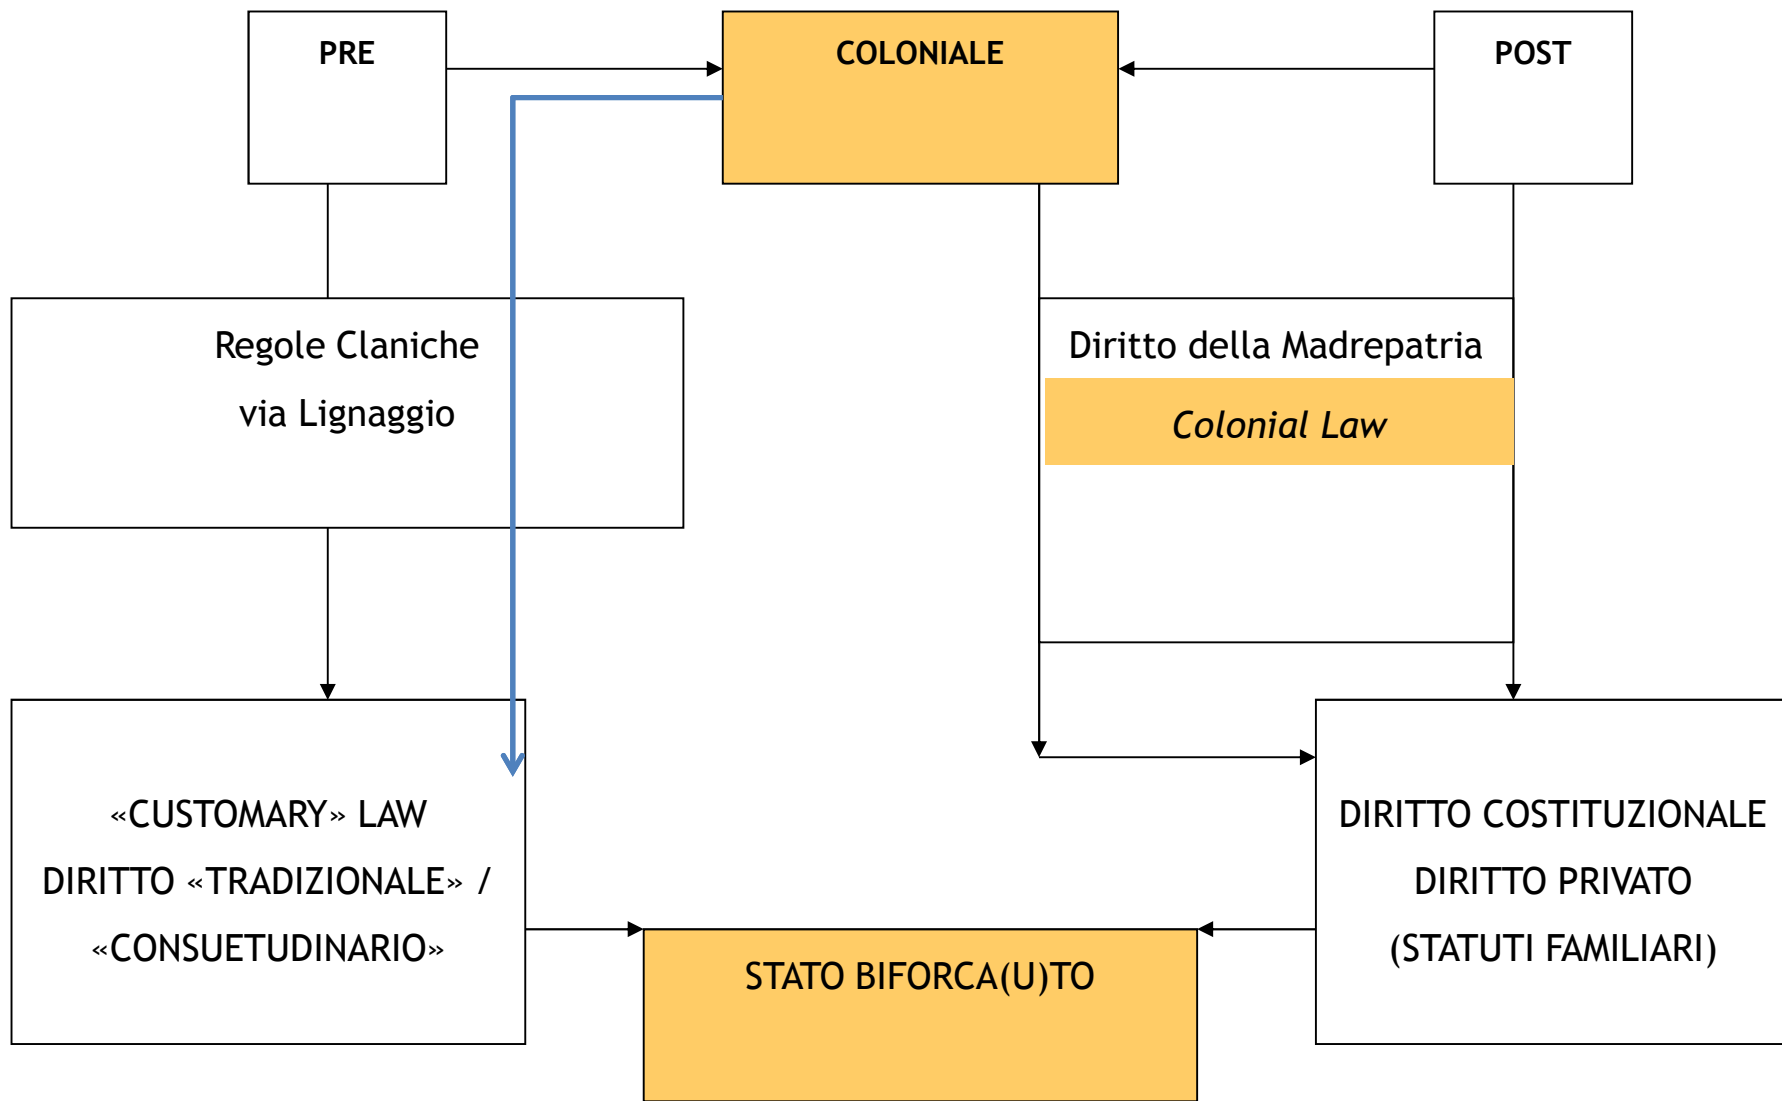 PRE
COLONIALE
POST
Regole Claniche
via Lignaggio
Diritto della Madrepatria
Colonial Law
«CUSTOMARY» LAW
DIRITTO «TRADIZIONALE» /
«CONSUETUDINARIO»
DIRITTO COSTITUZIONALE
DIRITTO PRIVATO
(STATUTI FAMILIARI)
STATO BIFORCA(U)TO